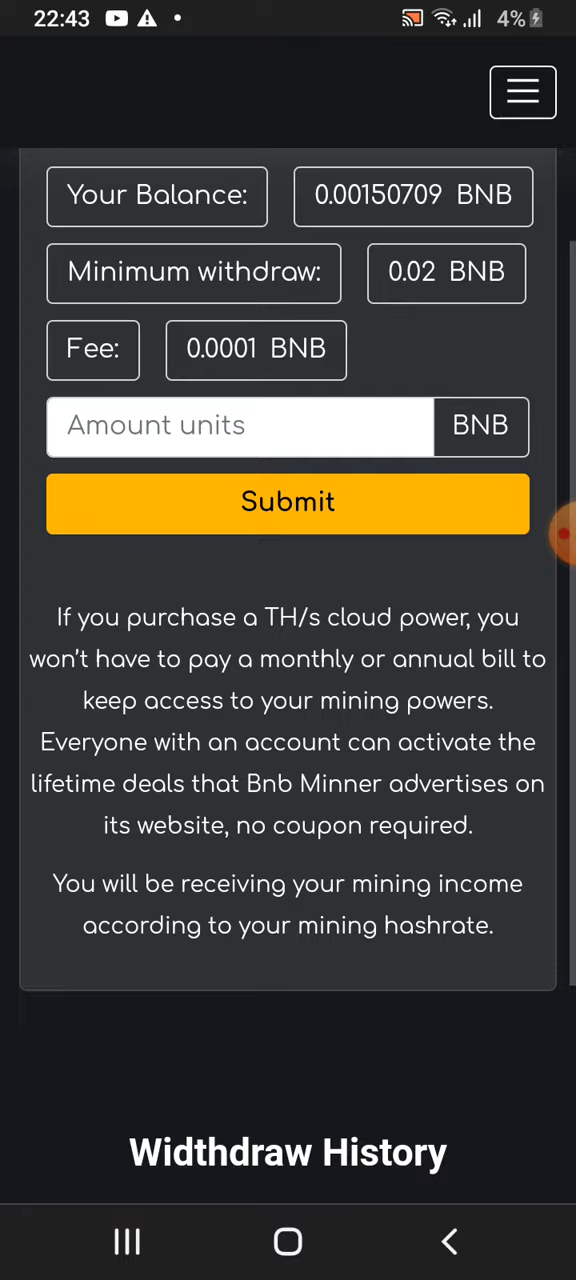 22:43 4%
Your Balance: 0.00150709 BNB
Minimum withdraw: 0.02 BNB
Fee: 0.0001 BNB
Amount units BNB
Submit
If you purchase a TH/s cloud power, you
won't have to pay a monthly or annual bill to
keep access to your mining powers.
Everyone with an account can activate the
lifetime deals that Bnb Minner advertises on
its website, no coupon required.
You will be receiving your mining income
according to your mining hashrate.
Widthdraw History